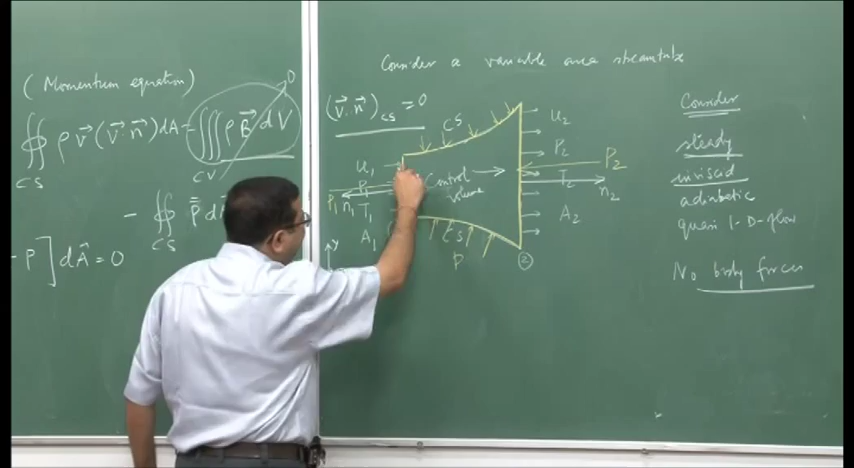 (Momentum equation)
∯ ρ V⃗ (V⃗·n⃗) dA − ∭ ρ B⃗ dV 0
CS CV
− ∯ P̿ d
CS
- P ] dA⃗ = 0
Consider a variable area streamtube
(V⃗·n⃗)CS = 0
CS
U1 U2
P1 control → P2 P2
P1 n1 T1 volume T2 n2
A1 CS A2
y P ②
Consider
steady
inviscid
adiabatic
quasi 1-D-flow
No body forces